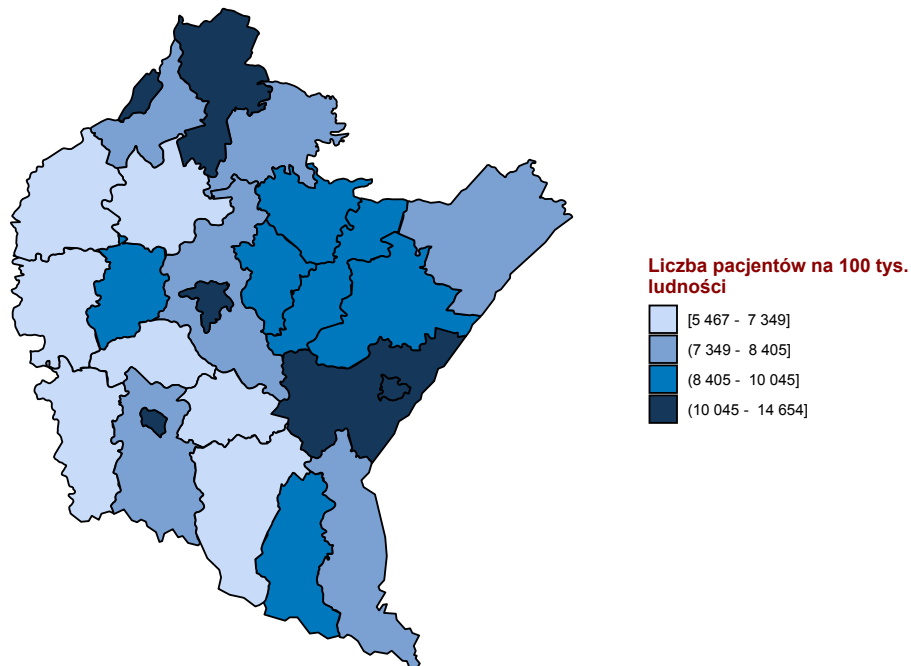 Liczba pacjentów na 100 tys.
ludności
[5 467 - 7 349]
(7 349 - 8 405]
(8 405 - 10 045]
(10 045 - 14 654]